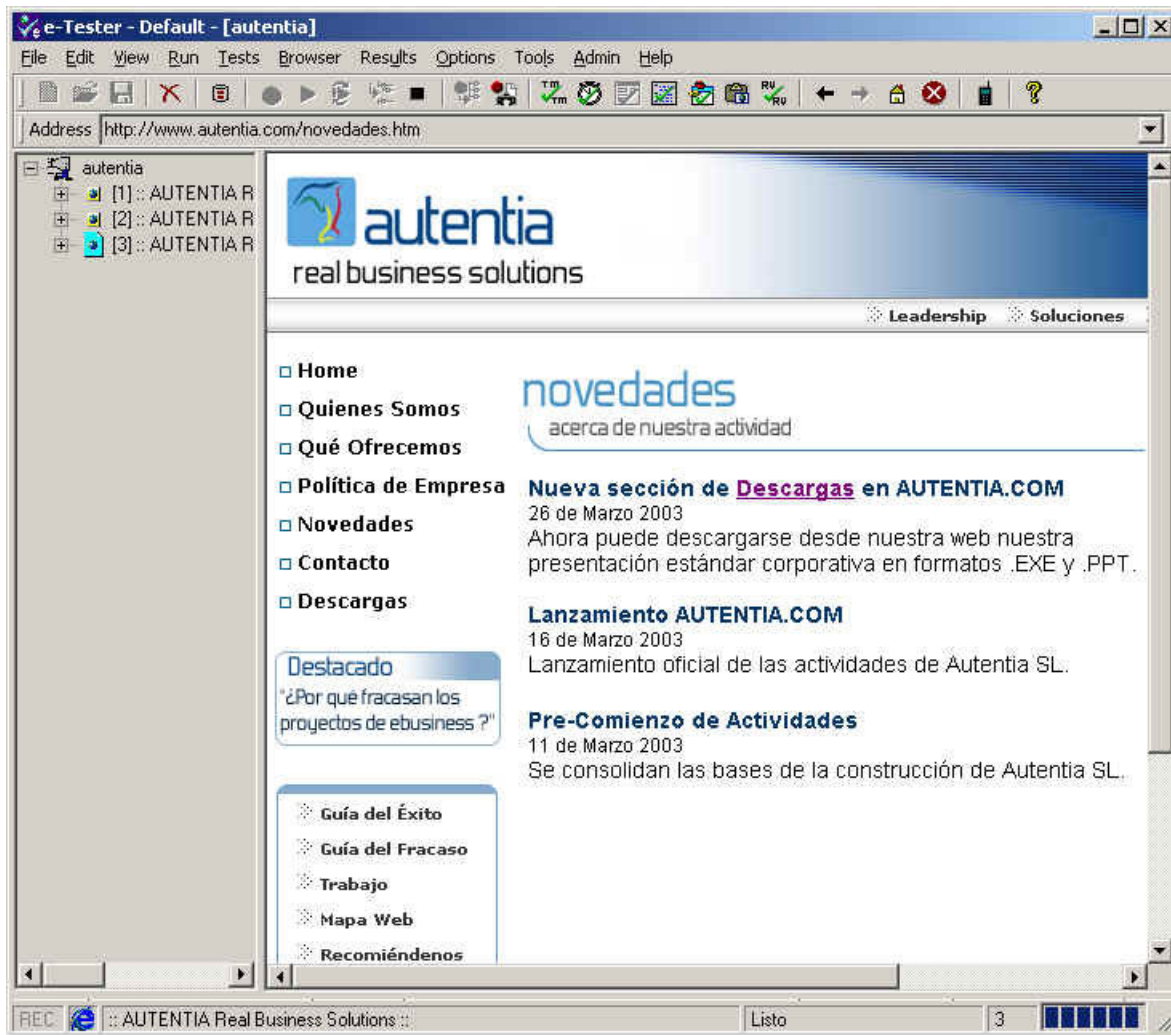 e-Tester - Default - [autentia]
File Edit View Run Tests Browser Results Options Tools Admin Help
Address http://www.autentia.com/novedades.htm
autentia
[1] :: AUTENTIA R
[2] :: AUTENTIA R
[3] :: AUTENTIA R
autentia
real business solutions
Leadership Soluciones
Home
Quienes Somos
Qué Ofrecemos
Política de Empresa
Novedades
Contacto
Descargas
Destacado
"¿Por qué fracasan los
proyectos de ebusiness ?"
Guía del Éxito
Guía del Fracaso
Trabajo
Mapa Web
Recomiéndenos
novedades
acerca de nuestra actividad
Nueva sección de Descargas en AUTENTIA.COM
26 de Marzo 2003
Ahora puede descargarse desde nuestra web nuestra
presentación estándar corporativa en formatos .EXE y .PPT.
Lanzamiento AUTENTIA.COM
16 de Marzo 2003
Lanzamiento oficial de las actividades de Autentia SL.
Pre-Comienzo de Actividades
11 de Marzo 2003
Se consolidan las bases de la construcción de Autentia SL.
REC :: AUTENTIA Real Business Solutions :: Listo 3